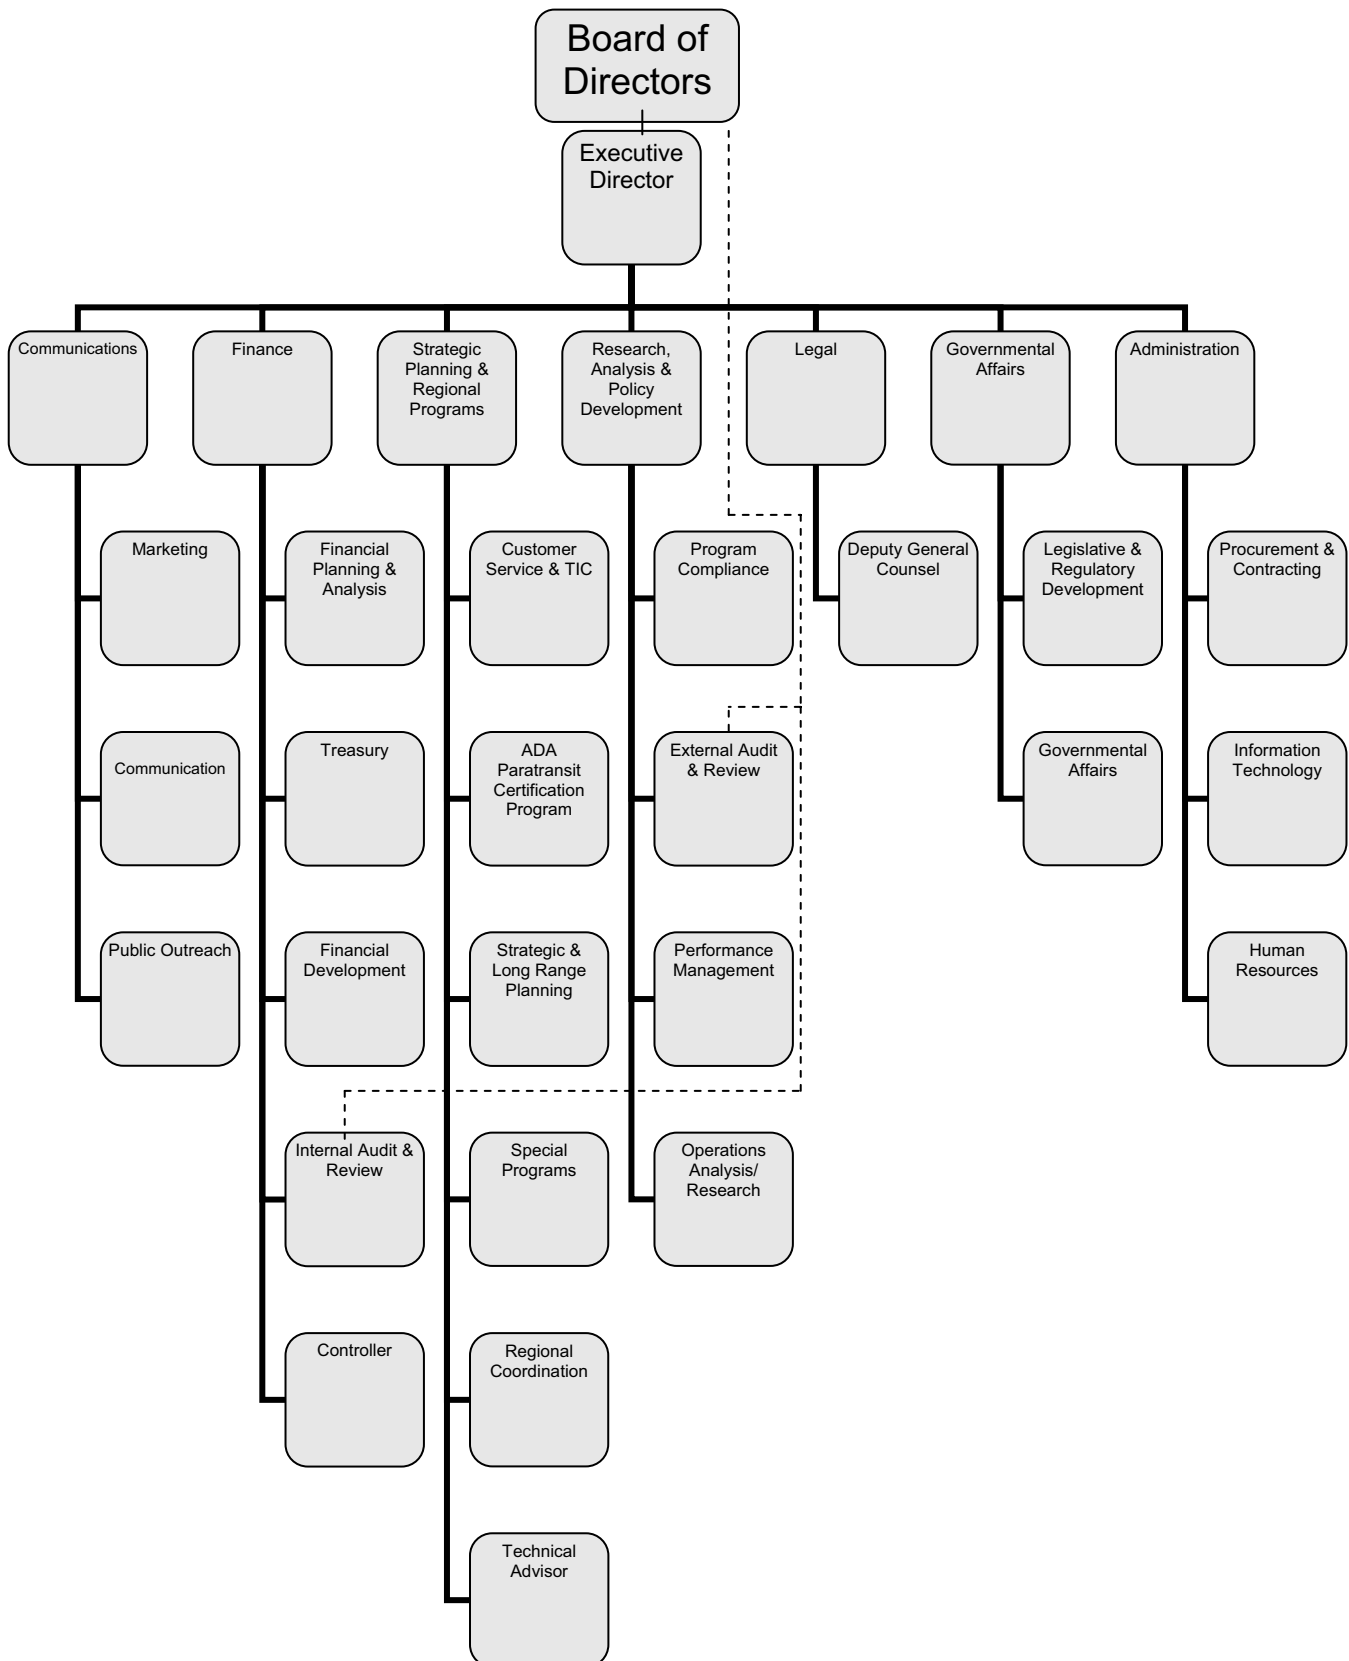 Board of
Directors
Executive
Director
Communications
Finance
Strategic
Planning &
Regional
Programs
Research,
Analysis &
Policy
Development
Legal
Governmental
Affairs
Administration
Marketing
Financial
Planning &
Analysis
Customer
Service & TIC
Program
Compliance
Deputy General
Counsel
Legislative &
Regulatory
Development
Procurement &
Contracting
Communication
Treasury
ADA
Paratransit
Certification
Program
External Audit
& Review
Governmental
Affairs
Information
Technology
Public Outreach
Financial
Development
Strategic &
Long Range
Planning
Performance
Management
Human
Resources
Internal Audit &
Review
Special
Programs
Operations
Analysis/
Research
Controller
Regional
Coordination
Technical
Advisor